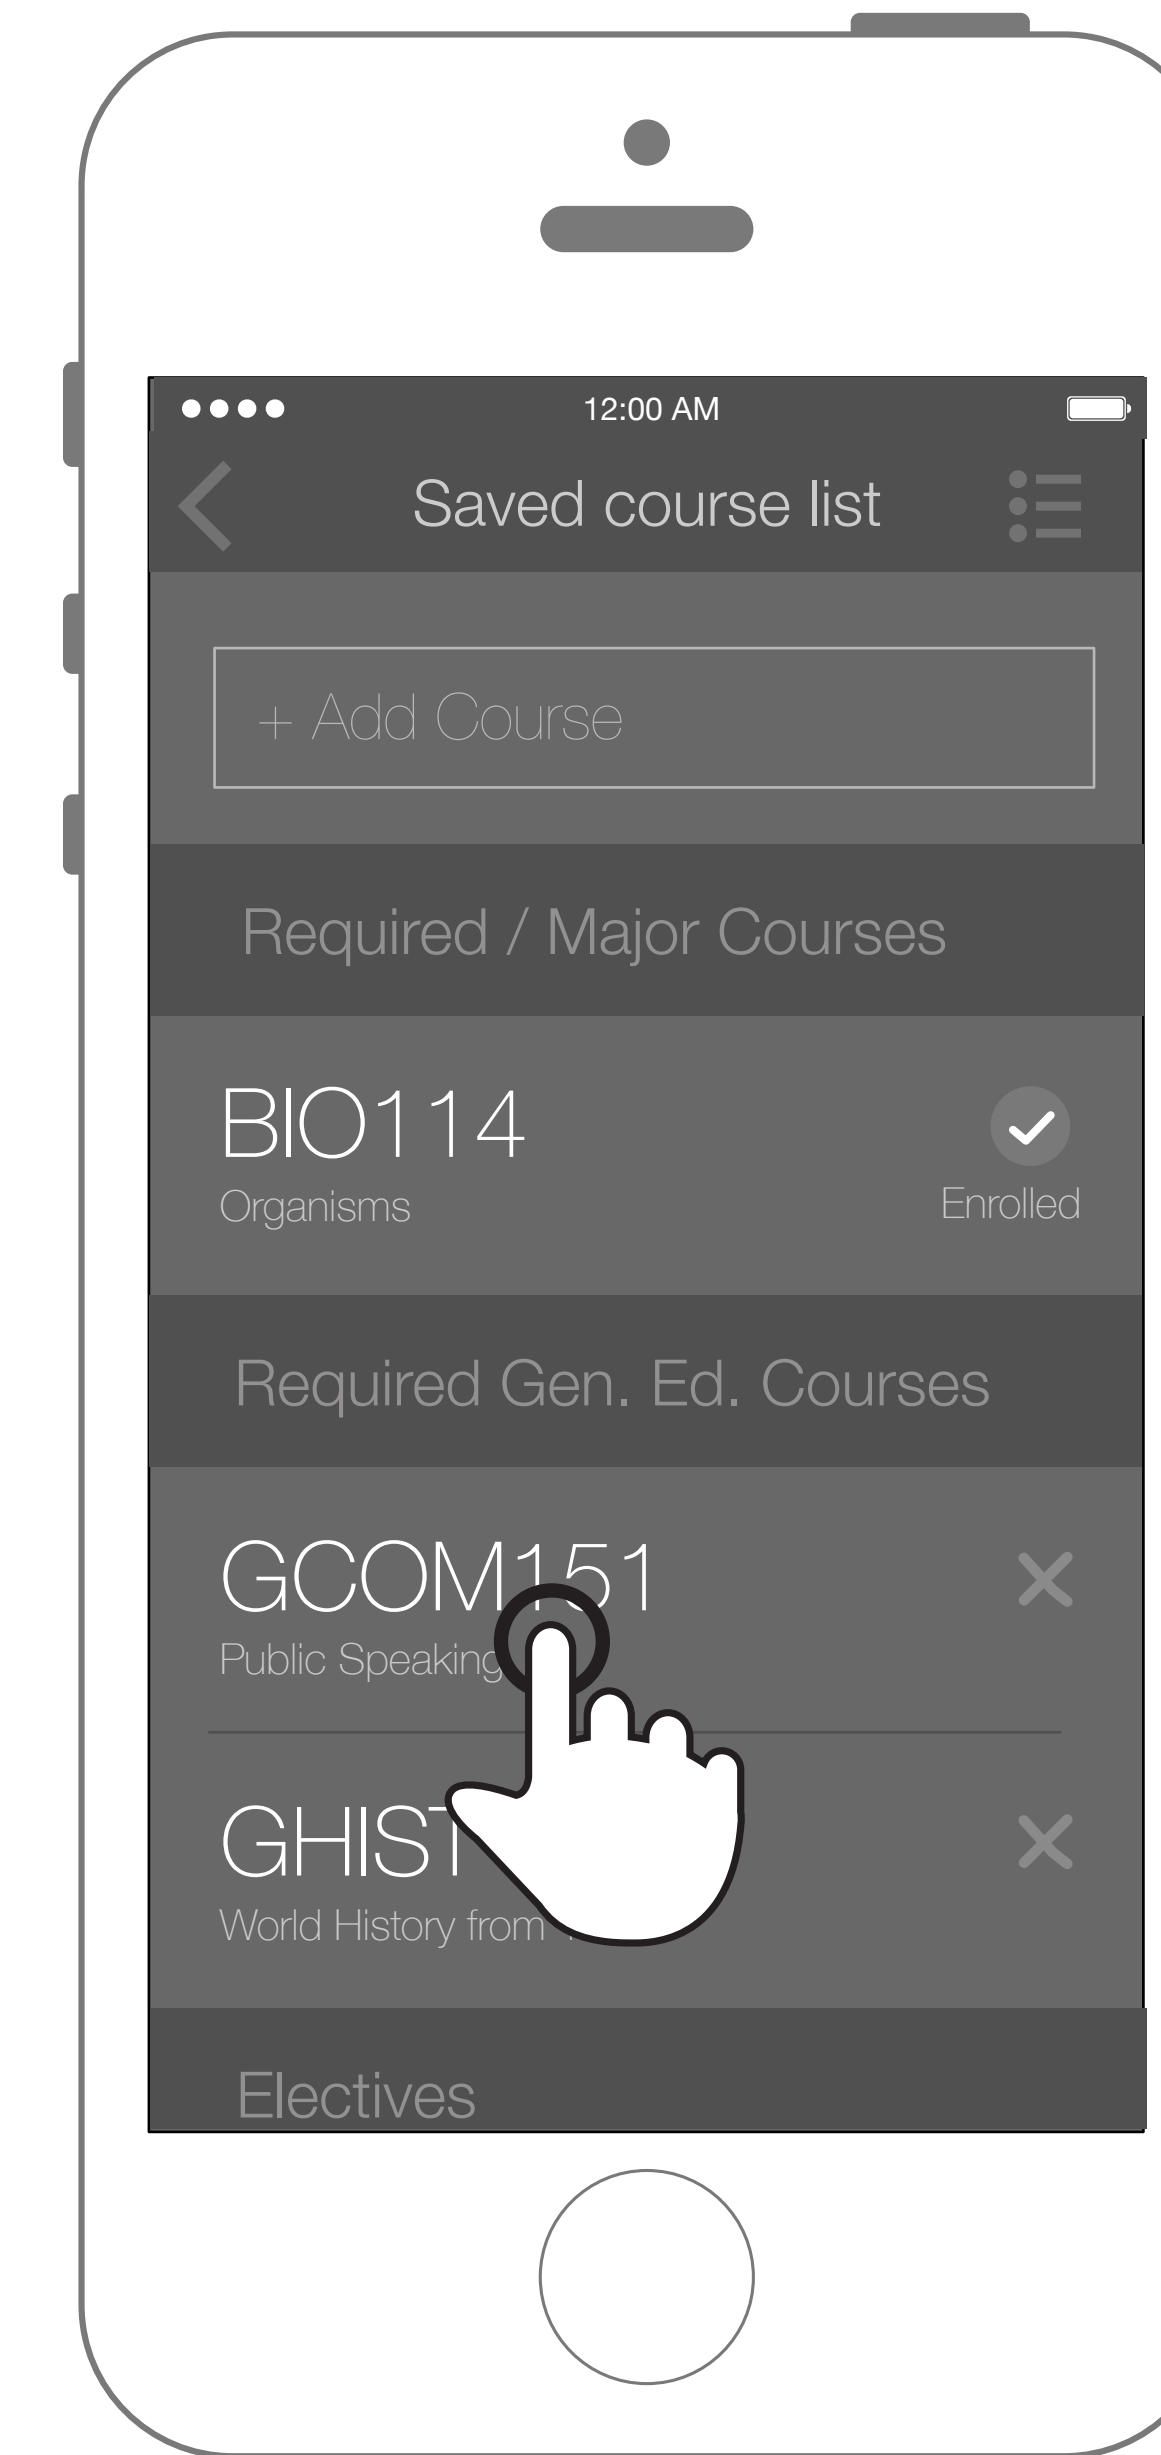 12:00 AM
Saved course list
+ Add Course
Required / Major Courses
BIO114
Organisms
Enrolled
Required Gen. Ed. Courses
GCOM151
Public Speaking
GHIST
World History from
Electives